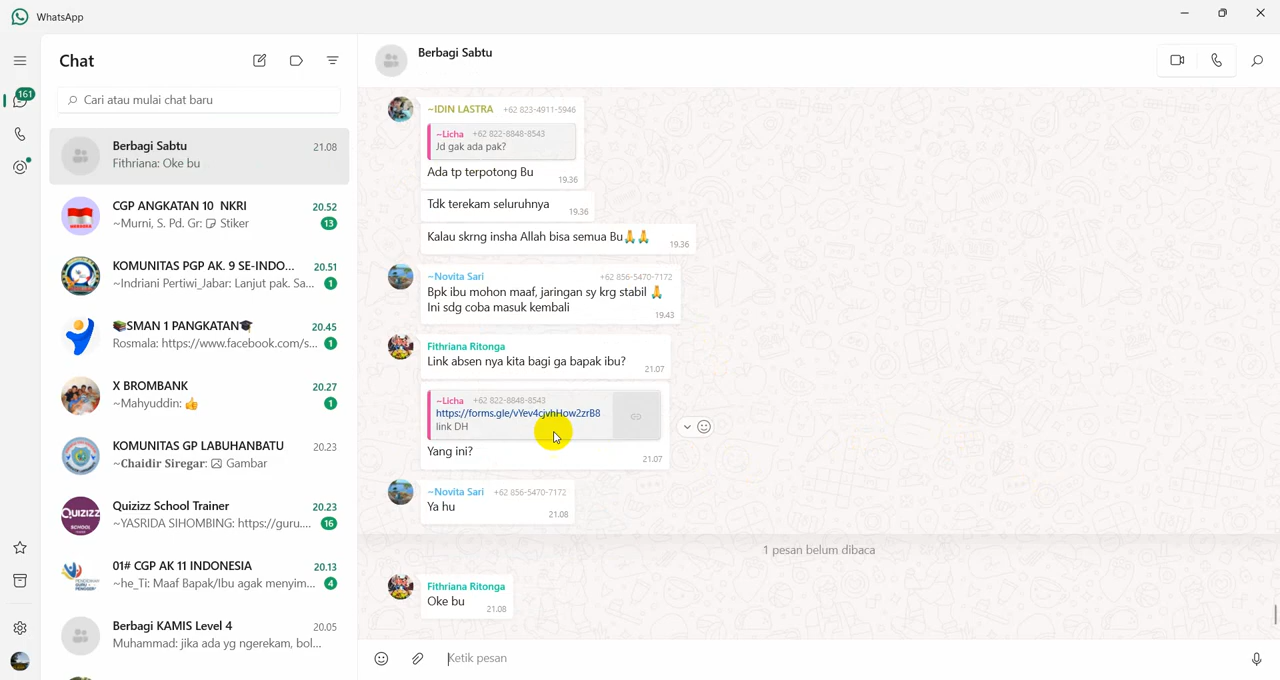 WhatsApp
Chat
161
Cari atau mulai chat baru
Berbagi Sabtu
21.08
Fithriana: Oke bu
CGP ANGKATAN 10 NKRI
20.52
~Murni, S. Pd. Gr: Stiker
13
KOMUNITAS PGP AK. 9 SE-INDO...
20.51
~Indriani Pertiwi_Jabar: Lanjut pak. Sa...
1
📚SMAN 1 PANGKATAN🎓
20.45
Rosmala: https://www.facebook.com/s...
1
X BROMBANK
20.27
~Mahyuddin: 👍
1
KOMUNITAS GP LABUHANBATU
20.23
~Chaidir Siregar: Gambar
Quizizz School Trainer
20.23
~YASRIDA SIHOMBING: https://guru....
16
QUIZIZZ
SCHOOL
01# CGP AK 11 INDONESIA
20.13
~he_Ti: Maaf Bapak/Ibu agak menyim...
4
Berbagi KAMIS Level 4
20.05
Muhammad: jika ada yg ngerekam, bol...
Berbagi Sabtu
~IDIN LASTRA +62 823-4911-5946
~Licha +62 822-8848-8543
Jd gak ada pak?
Ada tp terpotong Bu
19.36
Tdk terekam seluruhnya
19.36
Kalau skrng insha Allah bisa semua Bu🙏🙏
19.36
~Novita Sari +62 856-5470-7172
Bpk ibu mohon maaf, jaringan sy krg stabil 🙏
Ini sdg coba masuk kembali
19.43
Fithriana Ritonga
Link absen nya kita bagi ga bapak ibu?
21.07
~Licha +62 822-8848-8543
https://forms.gle/vYev4cjvhHow2zrB8
link DH
Yang ini?
21.07
~Novita Sari +62 856-5470-7172
Ya hu
21.08
1 pesan belum dibaca
Fithriana Ritonga
Oke bu
21.08
Ketik pesan